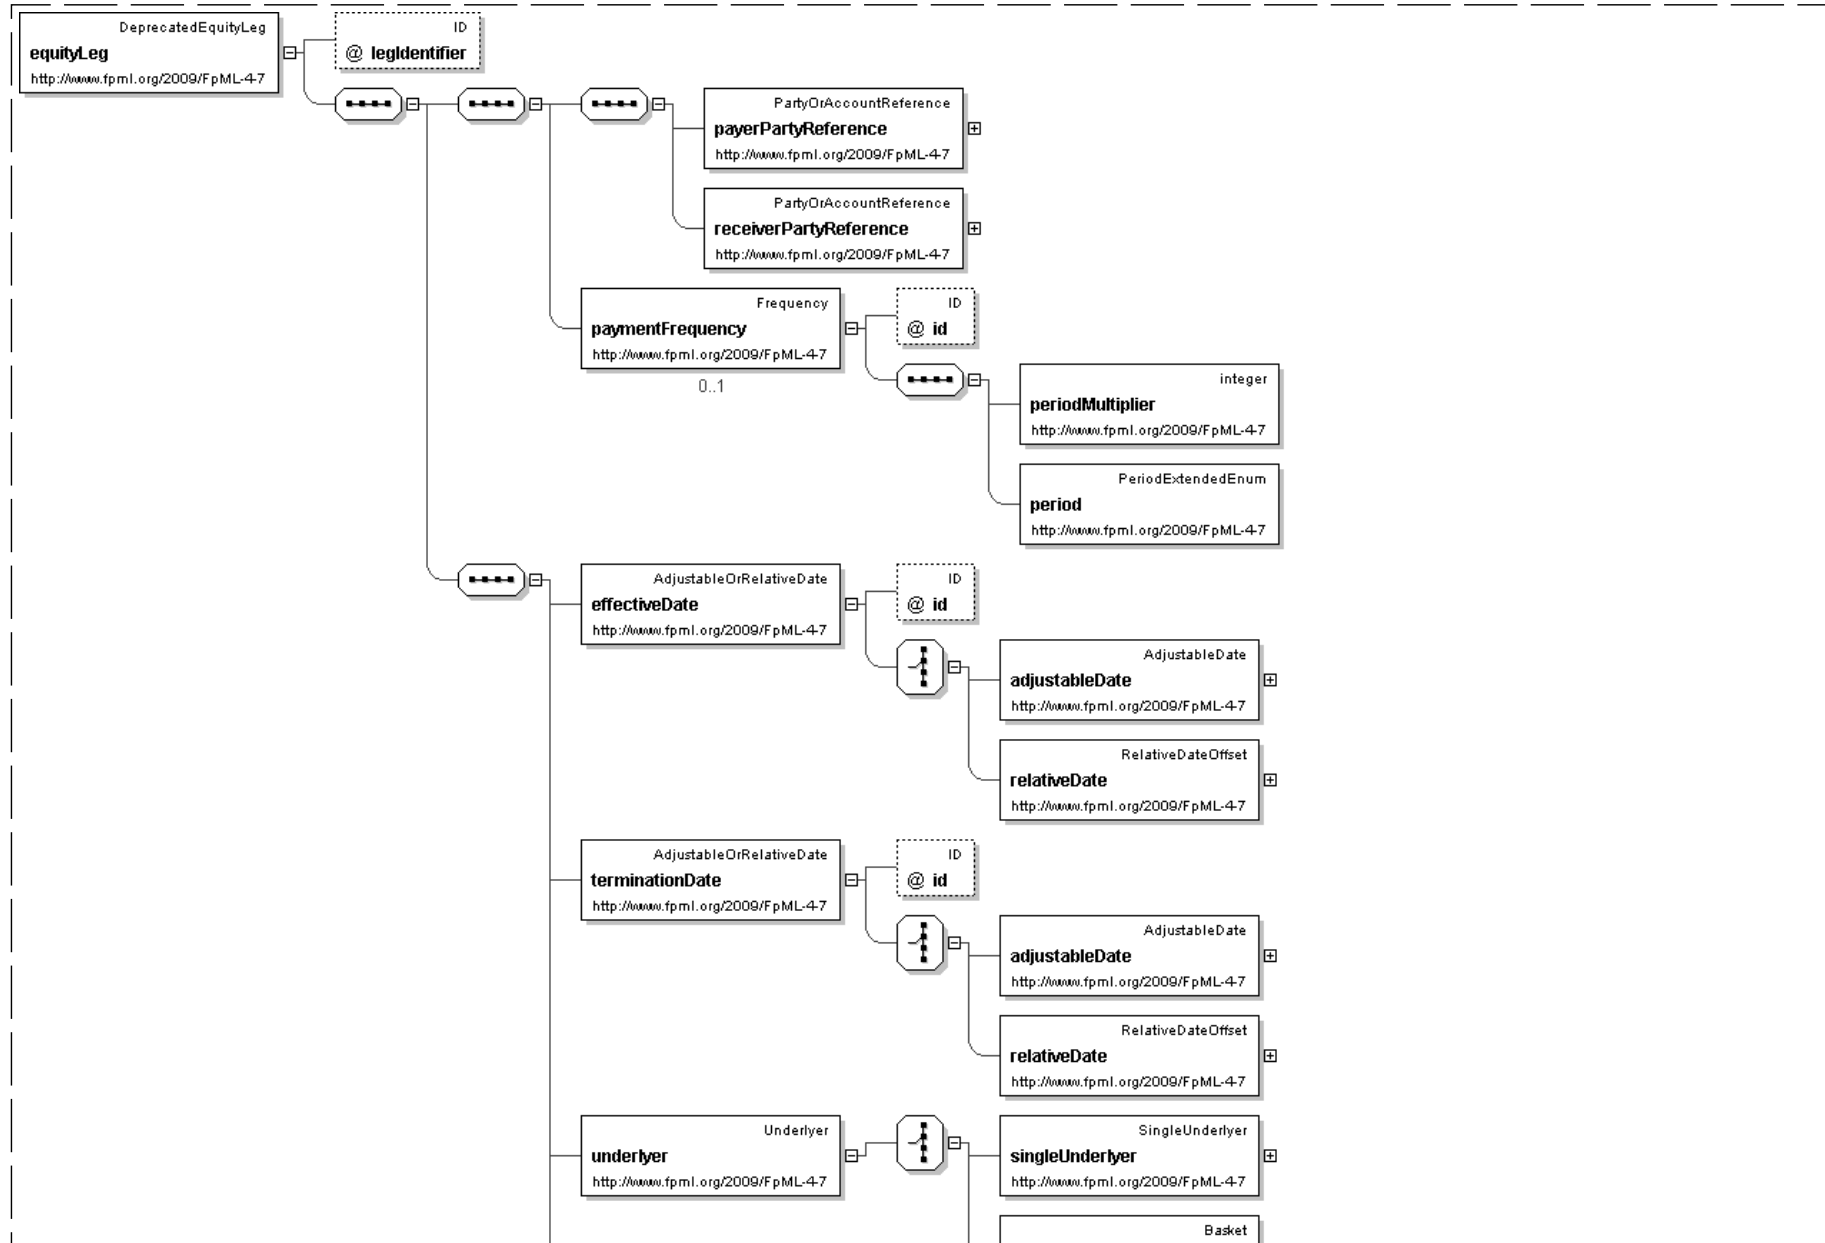 DeprecatedEquityLeg
equityLeg
http://www.fpml.org/2009/FpML-4-7
ID
@ legIdentifier
PartyOrAccountReference
payerPartyReference
http://www.fpml.org/2009/FpML-4-7
PartyOrAccountReference
receiverPartyReference
http://www.fpml.org/2009/FpML-4-7
Frequency
paymentFrequency
http://www.fpml.org/2009/FpML-4-7
0..1
ID
@ id
integer
periodMultiplier
http://www.fpml.org/2009/FpML-4-7
PeriodExtendedEnum
period
http://www.fpml.org/2009/FpML-4-7
AdjustableOrRelativeDate
effectiveDate
http://www.fpml.org/2009/FpML-4-7
ID
@ id
AdjustableDate
adjustableDate
http://www.fpml.org/2009/FpML-4-7
RelativeDateOffset
relativeDate
http://www.fpml.org/2009/FpML-4-7
AdjustableOrRelativeDate
terminationDate
http://www.fpml.org/2009/FpML-4-7
ID
@ id
AdjustableDate
adjustableDate
http://www.fpml.org/2009/FpML-4-7
RelativeDateOffset
relativeDate
http://www.fpml.org/2009/FpML-4-7
Underlyer
underlyer
http://www.fpml.org/2009/FpML-4-7
SingleUnderlyer
singleUnderlyer
http://www.fpml.org/2009/FpML-4-7
Basket